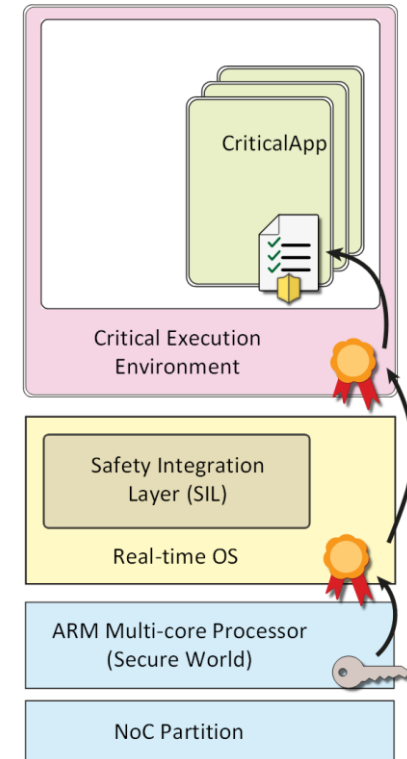 CriticalApp
Critical Execution
Environment
Safety Integration
Layer (SIL)
Real-time OS
ARM Multi-core Processor
(Secure World)
NoC Partition